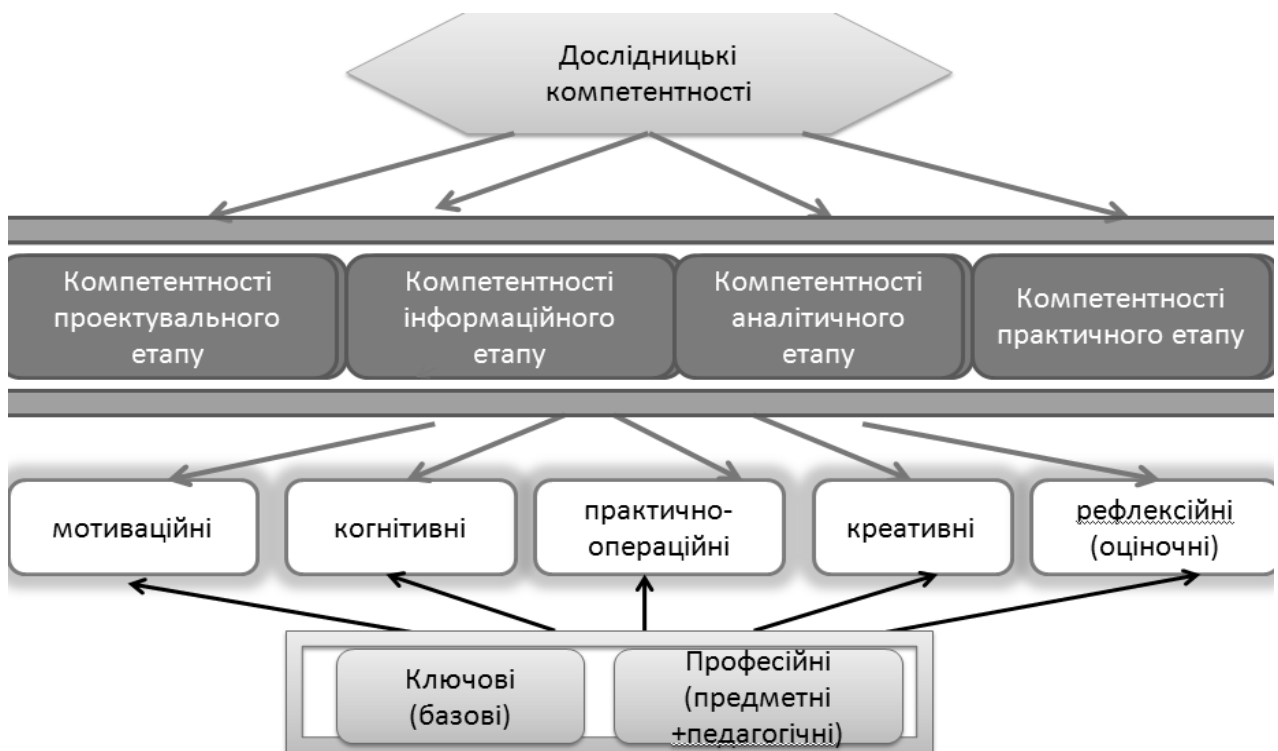 Дослідницькі
компетентності
Компетентності
проектувального
етапу
Компетентності
інформаційного
етапу
Компетентності
аналітичного
етапу
Компетентності
практичного етапу
мотиваційні
когнітивні
практично-
операційні
креативні
рефлексійні
(оціночні)
Ключові
(базові)
Професійні
(предметні
+педагогічні)